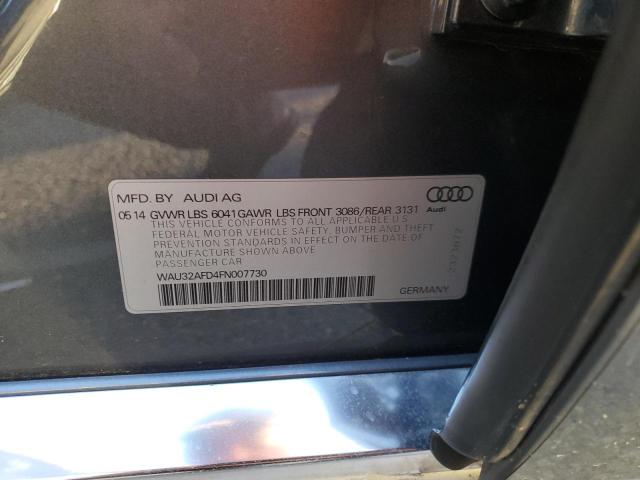 MFD. BY AUDI AG
05 14 GVWR LBS 6041 GAWR LBS FRONT 3086/REAR 3131
Audi
THIS VEHICLE CONFORMS TO ALL APPLICABLE U.S
FEDERAL MOTOR VEHICLE SAFETY, BUMPER AND THEFT
PREVENTION STANDARDS IN EFFECT ON THE DATE OF
MANUFACTURE SHOWN ABOVE
PASSENGER CAR
WAU32AFD4FN007730
GERMANY